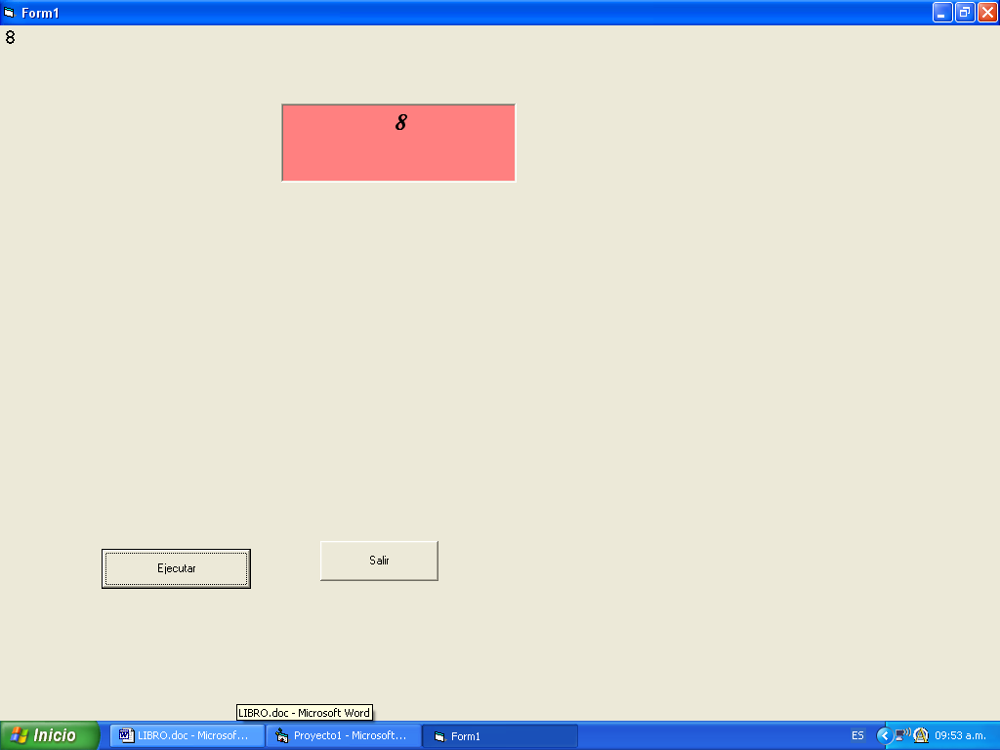 Form1
8
8
Ejecutar
Salir
LIBRO.doc - Microsoft Word
Inicio
LIBRO.doc - Microsof...
Proyecto1 - Microsoft...
Form1
ES
09:53 a.m.